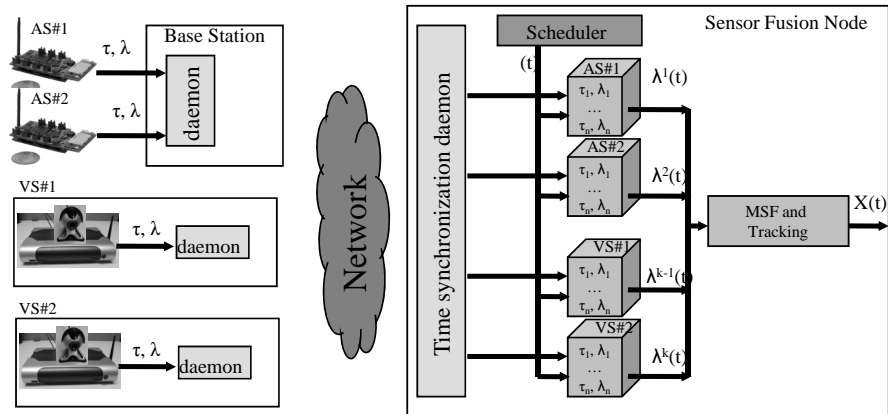 AS#1
τ, λ
Base Station
daemon
AS#2
τ, λ
VS#1
τ, λ
daemon
VS#2
τ, λ
daemon
Network
Sensor Fusion Node
Time synchronization daemon
Scheduler
(t)
AS#1
τ₁, λ₁
...
τₙ, λₙ
λ¹(t)
AS#2
τ₁, λ₁
...
τₙ, λₙ
λ²(t)
VS#1
τ₁, λ₁
...
τₙ, λₙ
λᵏ⁻¹(t)
VS#2
τ₁, λ₁
...
τₙ, λₙ
λᵏ(t)
MSF and
Tracking
X(t)